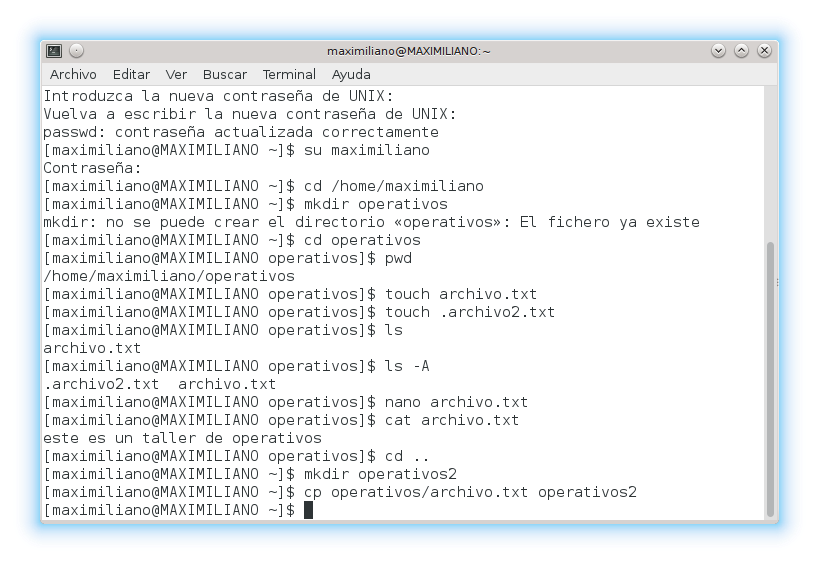 maximiliano@MAXIMILIANO:~
Archivo Editar Ver Buscar Terminal Ayuda
Introduzca la nueva contraseña de UNIX:
Vuelva a escribir la nueva contraseña de UNIX:
passwd: contraseña actualizada correctamente
[maximiliano@MAXIMILIANO ~]$ su maximiliano
Contraseña:
[maximiliano@MAXIMILIANO ~]$ cd /home/maximiliano
[maximiliano@MAXIMILIANO ~]$ mkdir operativos
mkdir: no se puede crear el directorio «operativos»: El fichero ya existe
[maximiliano@MAXIMILIANO ~]$ cd operativos
[maximiliano@MAXIMILIANO operativos]$ pwd
/home/maximiliano/operativos
[maximiliano@MAXIMILIANO operativos]$ touch archivo.txt
[maximiliano@MAXIMILIANO operativos]$ touch .archivo2.txt
[maximiliano@MAXIMILIANO operativos]$ ls
archivo.txt
[maximiliano@MAXIMILIANO operativos]$ ls -A
.archivo2.txt  archivo.txt
[maximiliano@MAXIMILIANO operativos]$ nano archivo.txt
[maximiliano@MAXIMILIANO operativos]$ cat archivo.txt
este es un taller de operativos
[maximiliano@MAXIMILIANO operativos]$ cd ..
[maximiliano@MAXIMILIANO ~]$ mkdir operativos2
[maximiliano@MAXIMILIANO ~]$ cp operativos/archivo.txt operativos2
[maximiliano@MAXIMILIANO ~]$